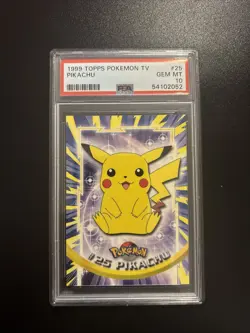 1999 TOPPS POKEMON TV #25
PIKACHU GEM MT
10
PSA 54102052
POKéMON
#25 PIKACHU